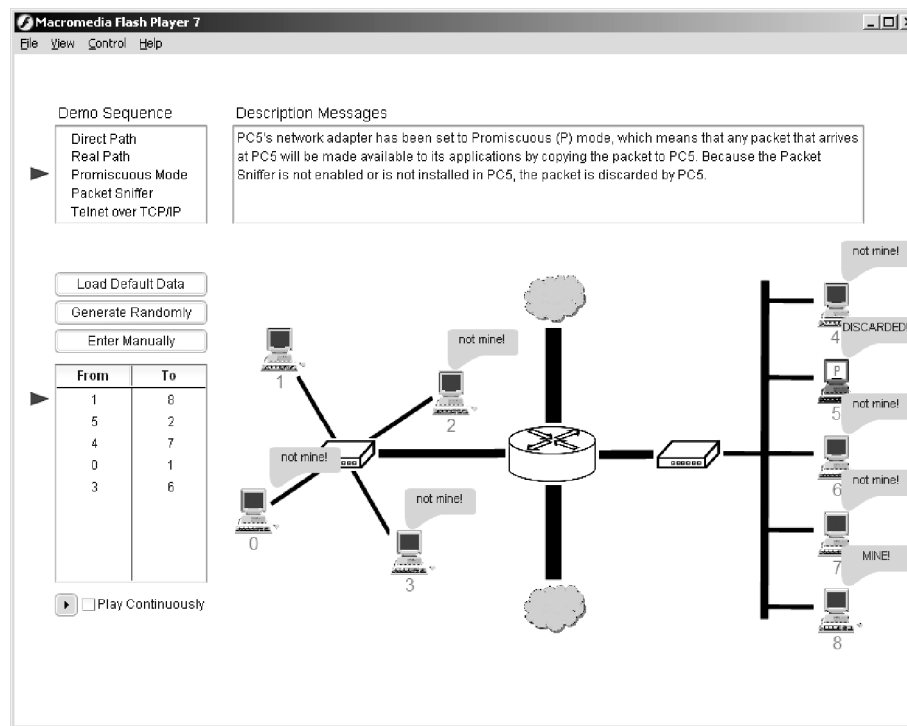 Macromedia Flash Player 7
File View Control Help
Demo Sequence
Direct Path
Real Path
Promiscuous Mode
Packet Sniffer
Telnet over TCP/IP
Description Messages
PC5's network adapter has been set to Promiscuous (P) mode, which means that any packet that arrives
at PC5 will be made available to its applications by copying the packet to PC5. Because the Packet
Sniffer is not enabled or is not installed in PC5, the packet is discarded by PC5.
Load Default Data
Generate Randomly
Enter Manually
From To
1 8
5 2
4 7
0 1
3 6
Play Continuously
1
not mine!
2
not mine!
0
not mine!
3
not mine!
4
DISCARDED!
P
5
not mine!
6
not mine!
7
MINE!
8